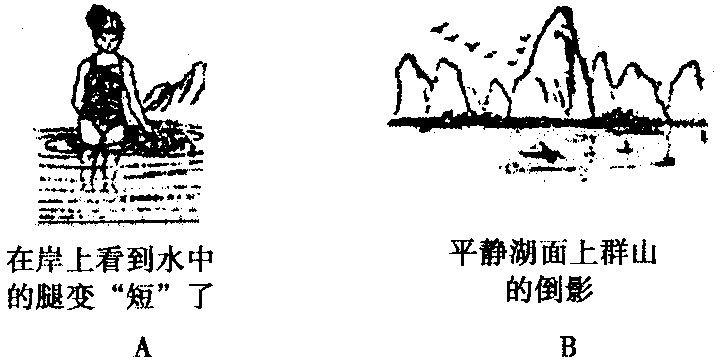 在岸上看到水中
的腿变“短”了
A
平静湖面上群山
的倒影
B